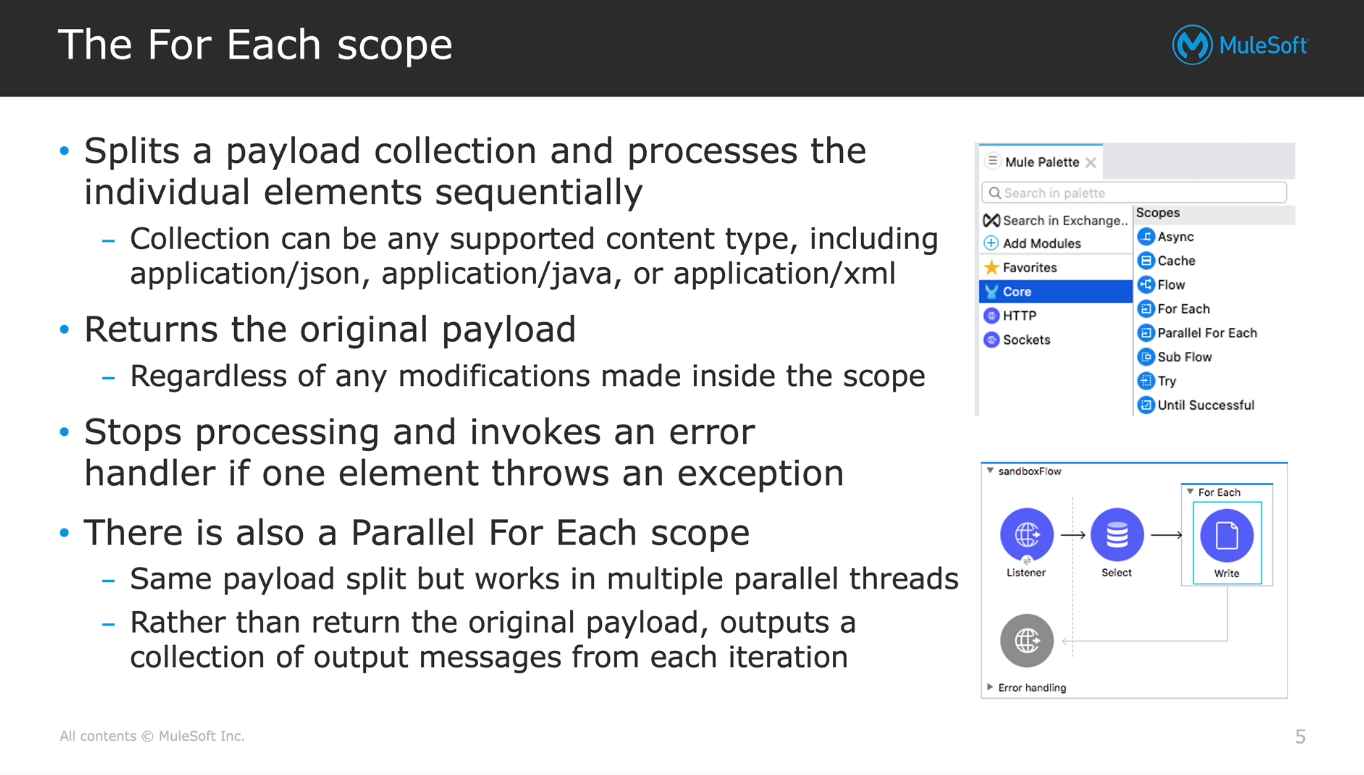 The For Each scope
MuleSoft
• Splits a payload collection and processes the
individual elements sequentially
– Collection can be any supported content type, including
application/json, application/java, or application/xml
• Returns the original payload
– Regardless of any modifications made inside the scope
• Stops processing and invokes an error
handler if one element throws an exception
• There is also a Parallel For Each scope
– Same payload split but works in multiple parallel threads
– Rather than return the original payload, outputs a
collection of output messages from each iteration
Mule Palette
Search in palette
Search in Exchange..
Add Modules
Favorites
Core
HTTP
Sockets
Scopes
Async
Cache
Flow
For Each
Parallel For Each
Sub Flow
Try
Until Successful
sandboxFlow
For Each
Listener
Select
Write
Error handling
All contents © MuleSoft Inc.
5